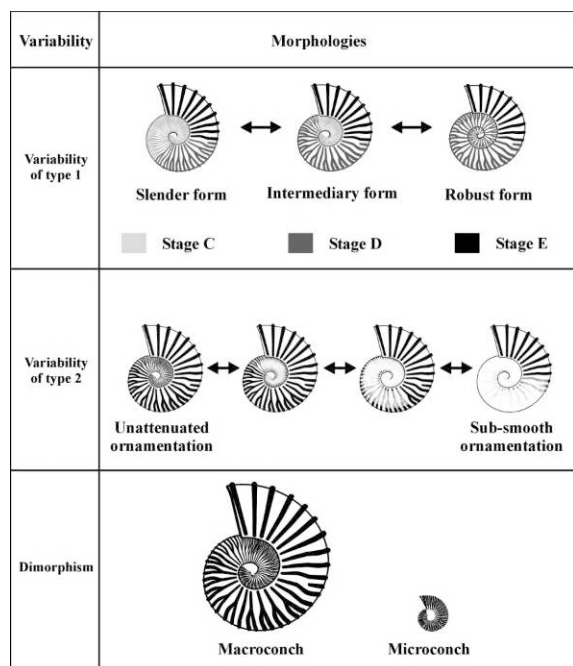 Variability
Morphologies
Variability
of type 1
Slender form
Intermediary form
Robust form
Stage C
Stage D
Stage E
Variability
of type 2
Unattenuated
ornamentation
Sub-smooth
ornamentation
Dimorphism
Macroconch
Microconch